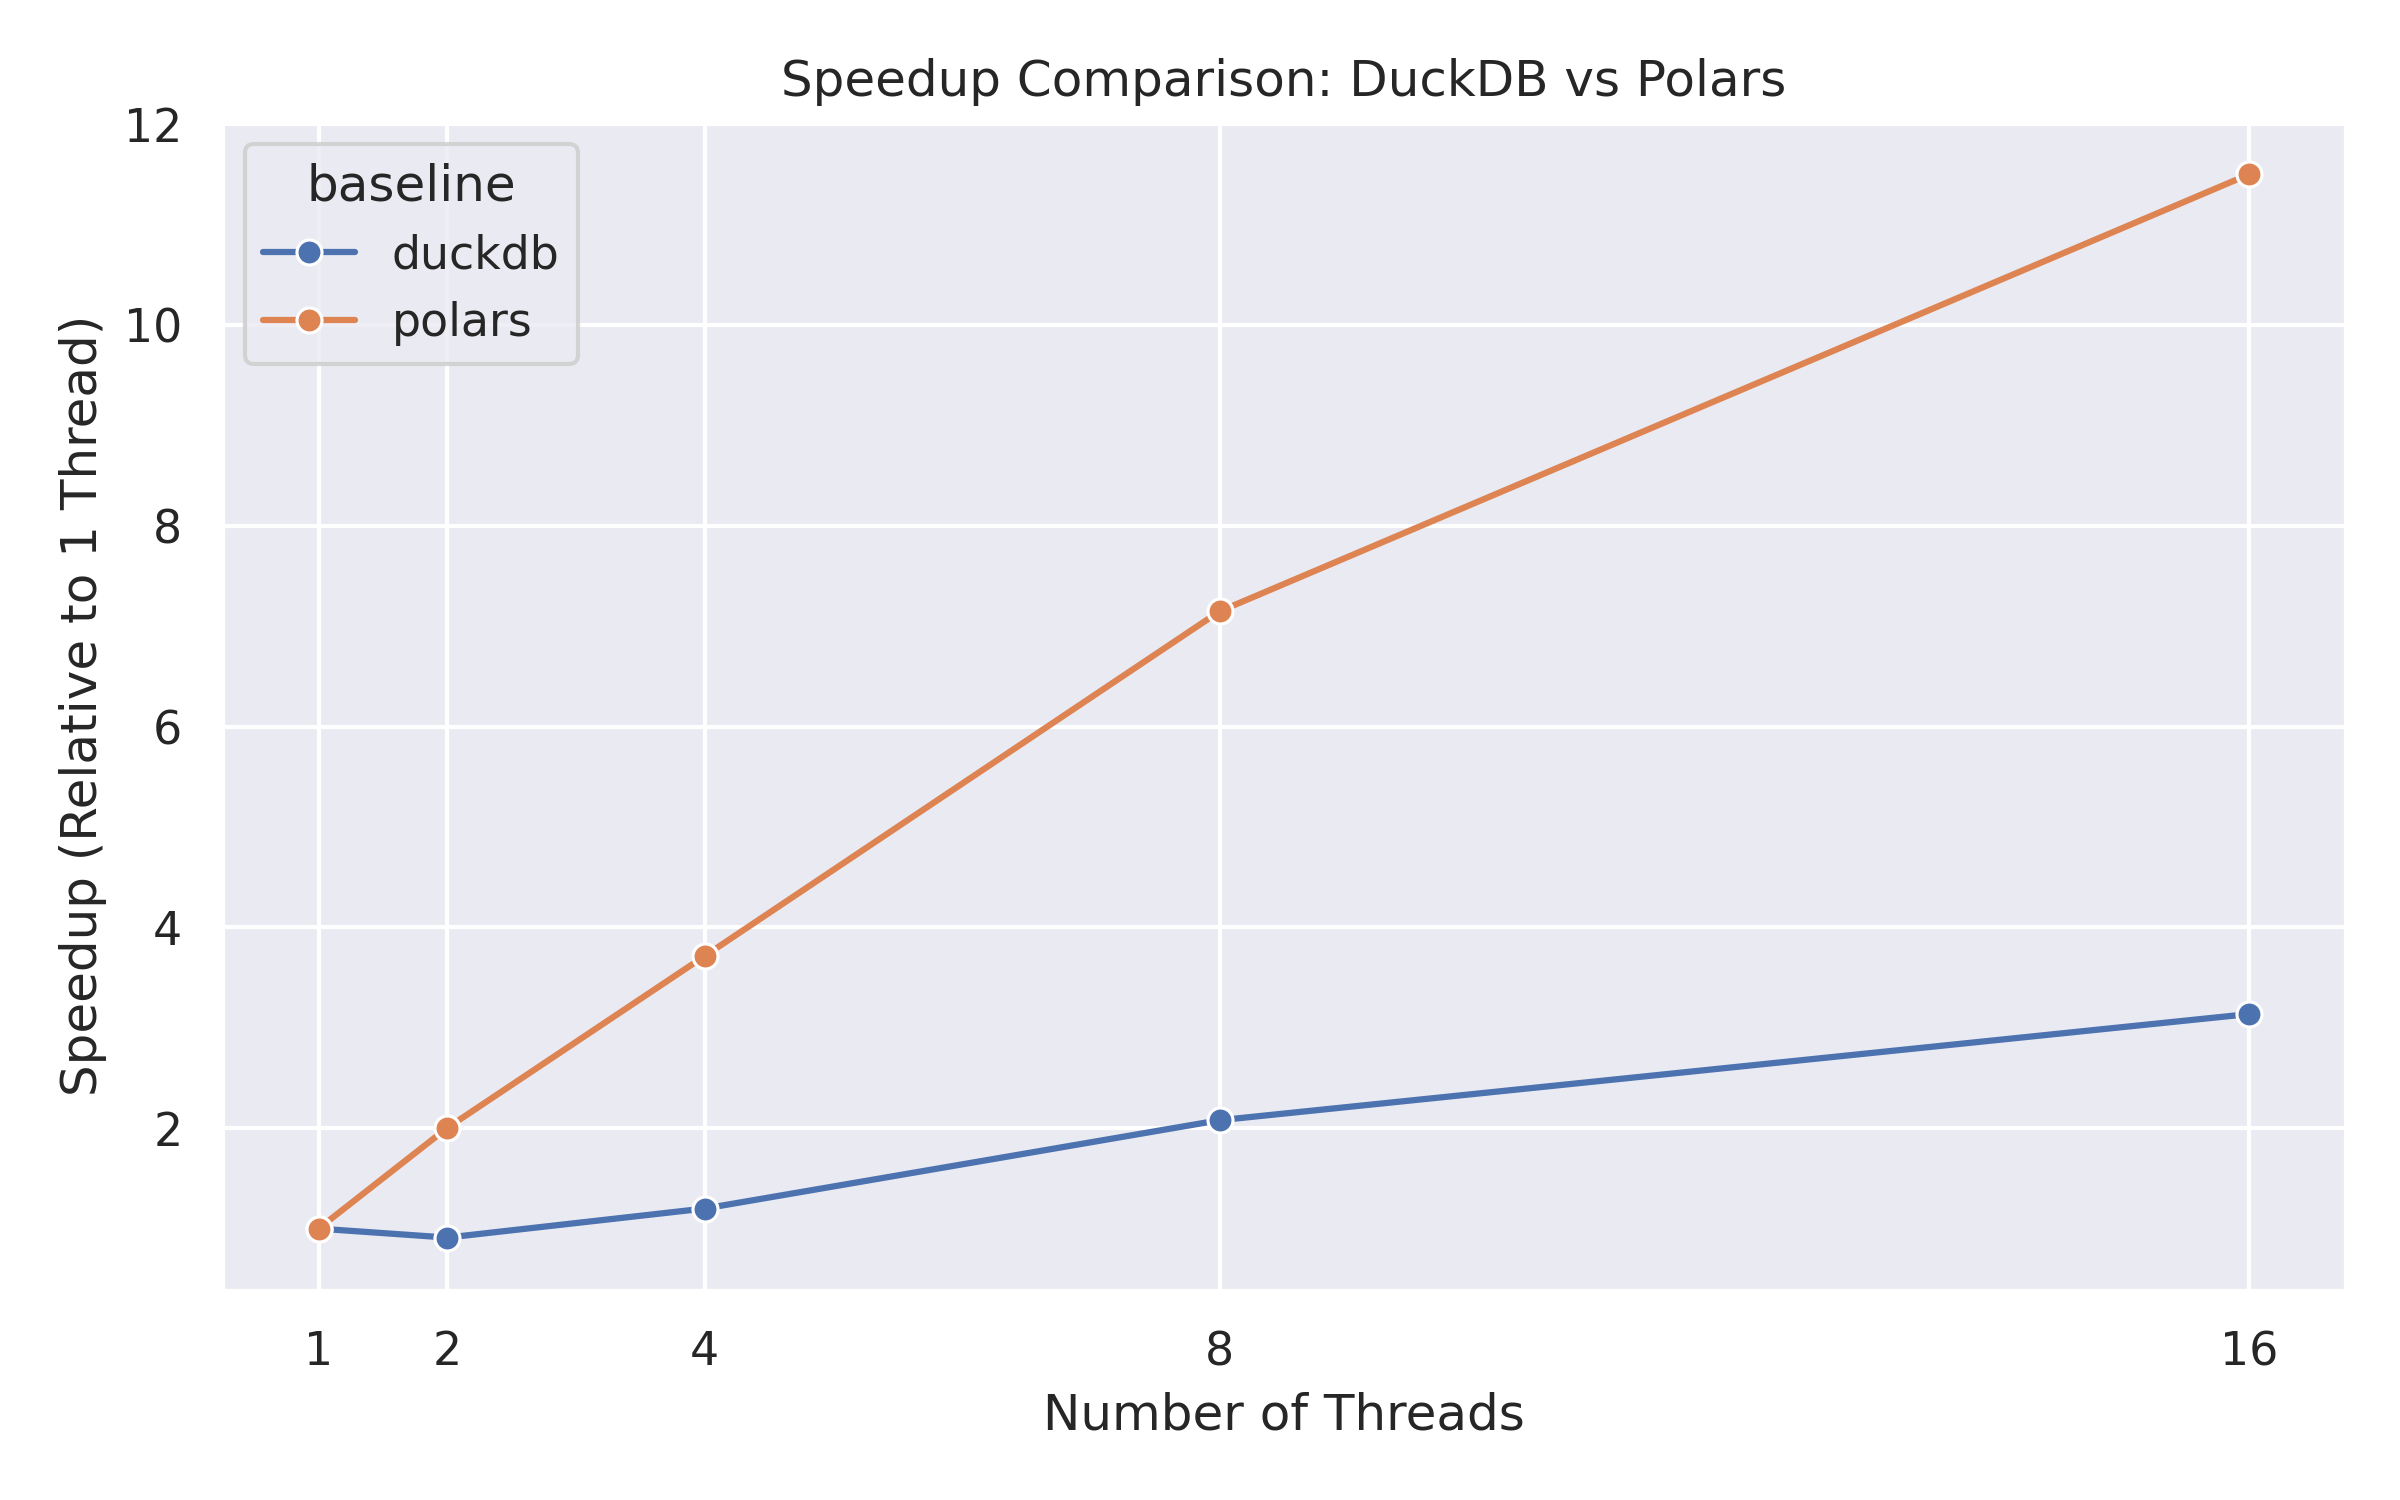 Speedup Comparison: DuckDB vs Polars
baseline
duckdb
polars
Speedup (Relative to 1 Thread)
12
10
8
6
4
2
1
2
4
8
16
Number of Threads